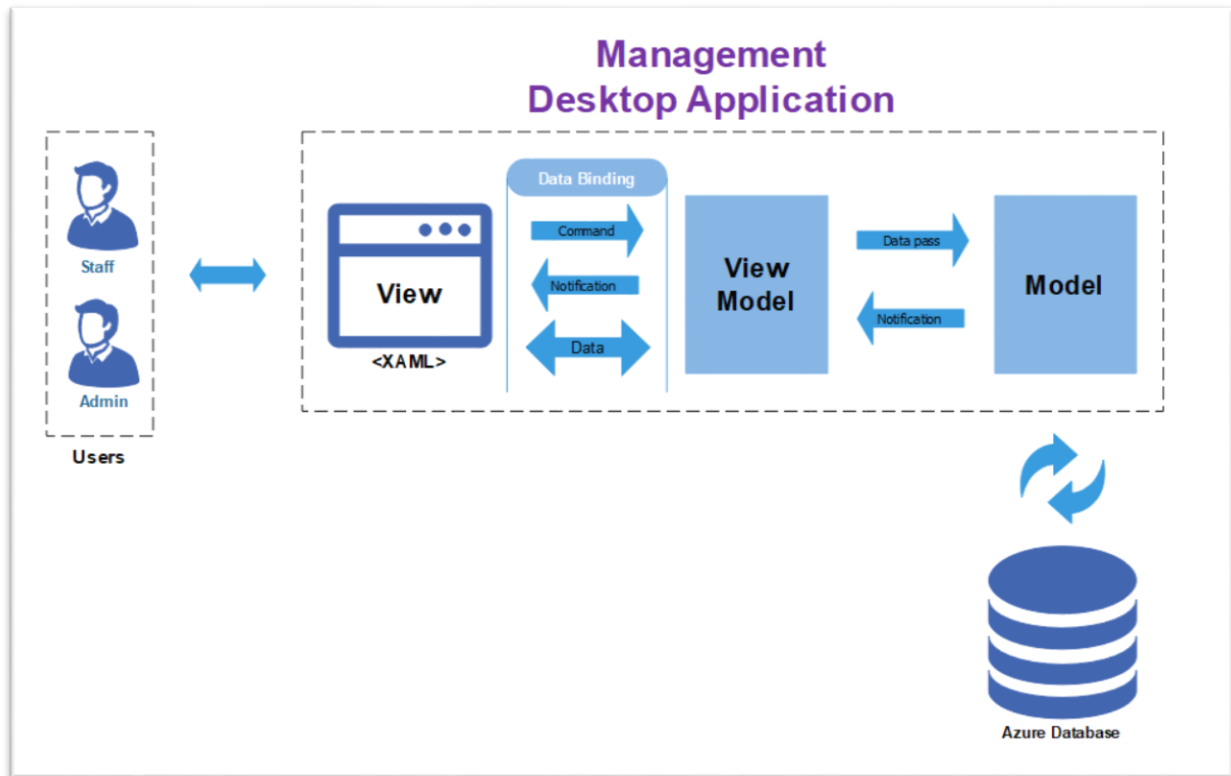 Management
Desktop Application
Data Binding
Command
Data pass
Staff
View
Notification
View
Model
Model
Notification
Data
<XAML>
Admin
Users
Azure Database